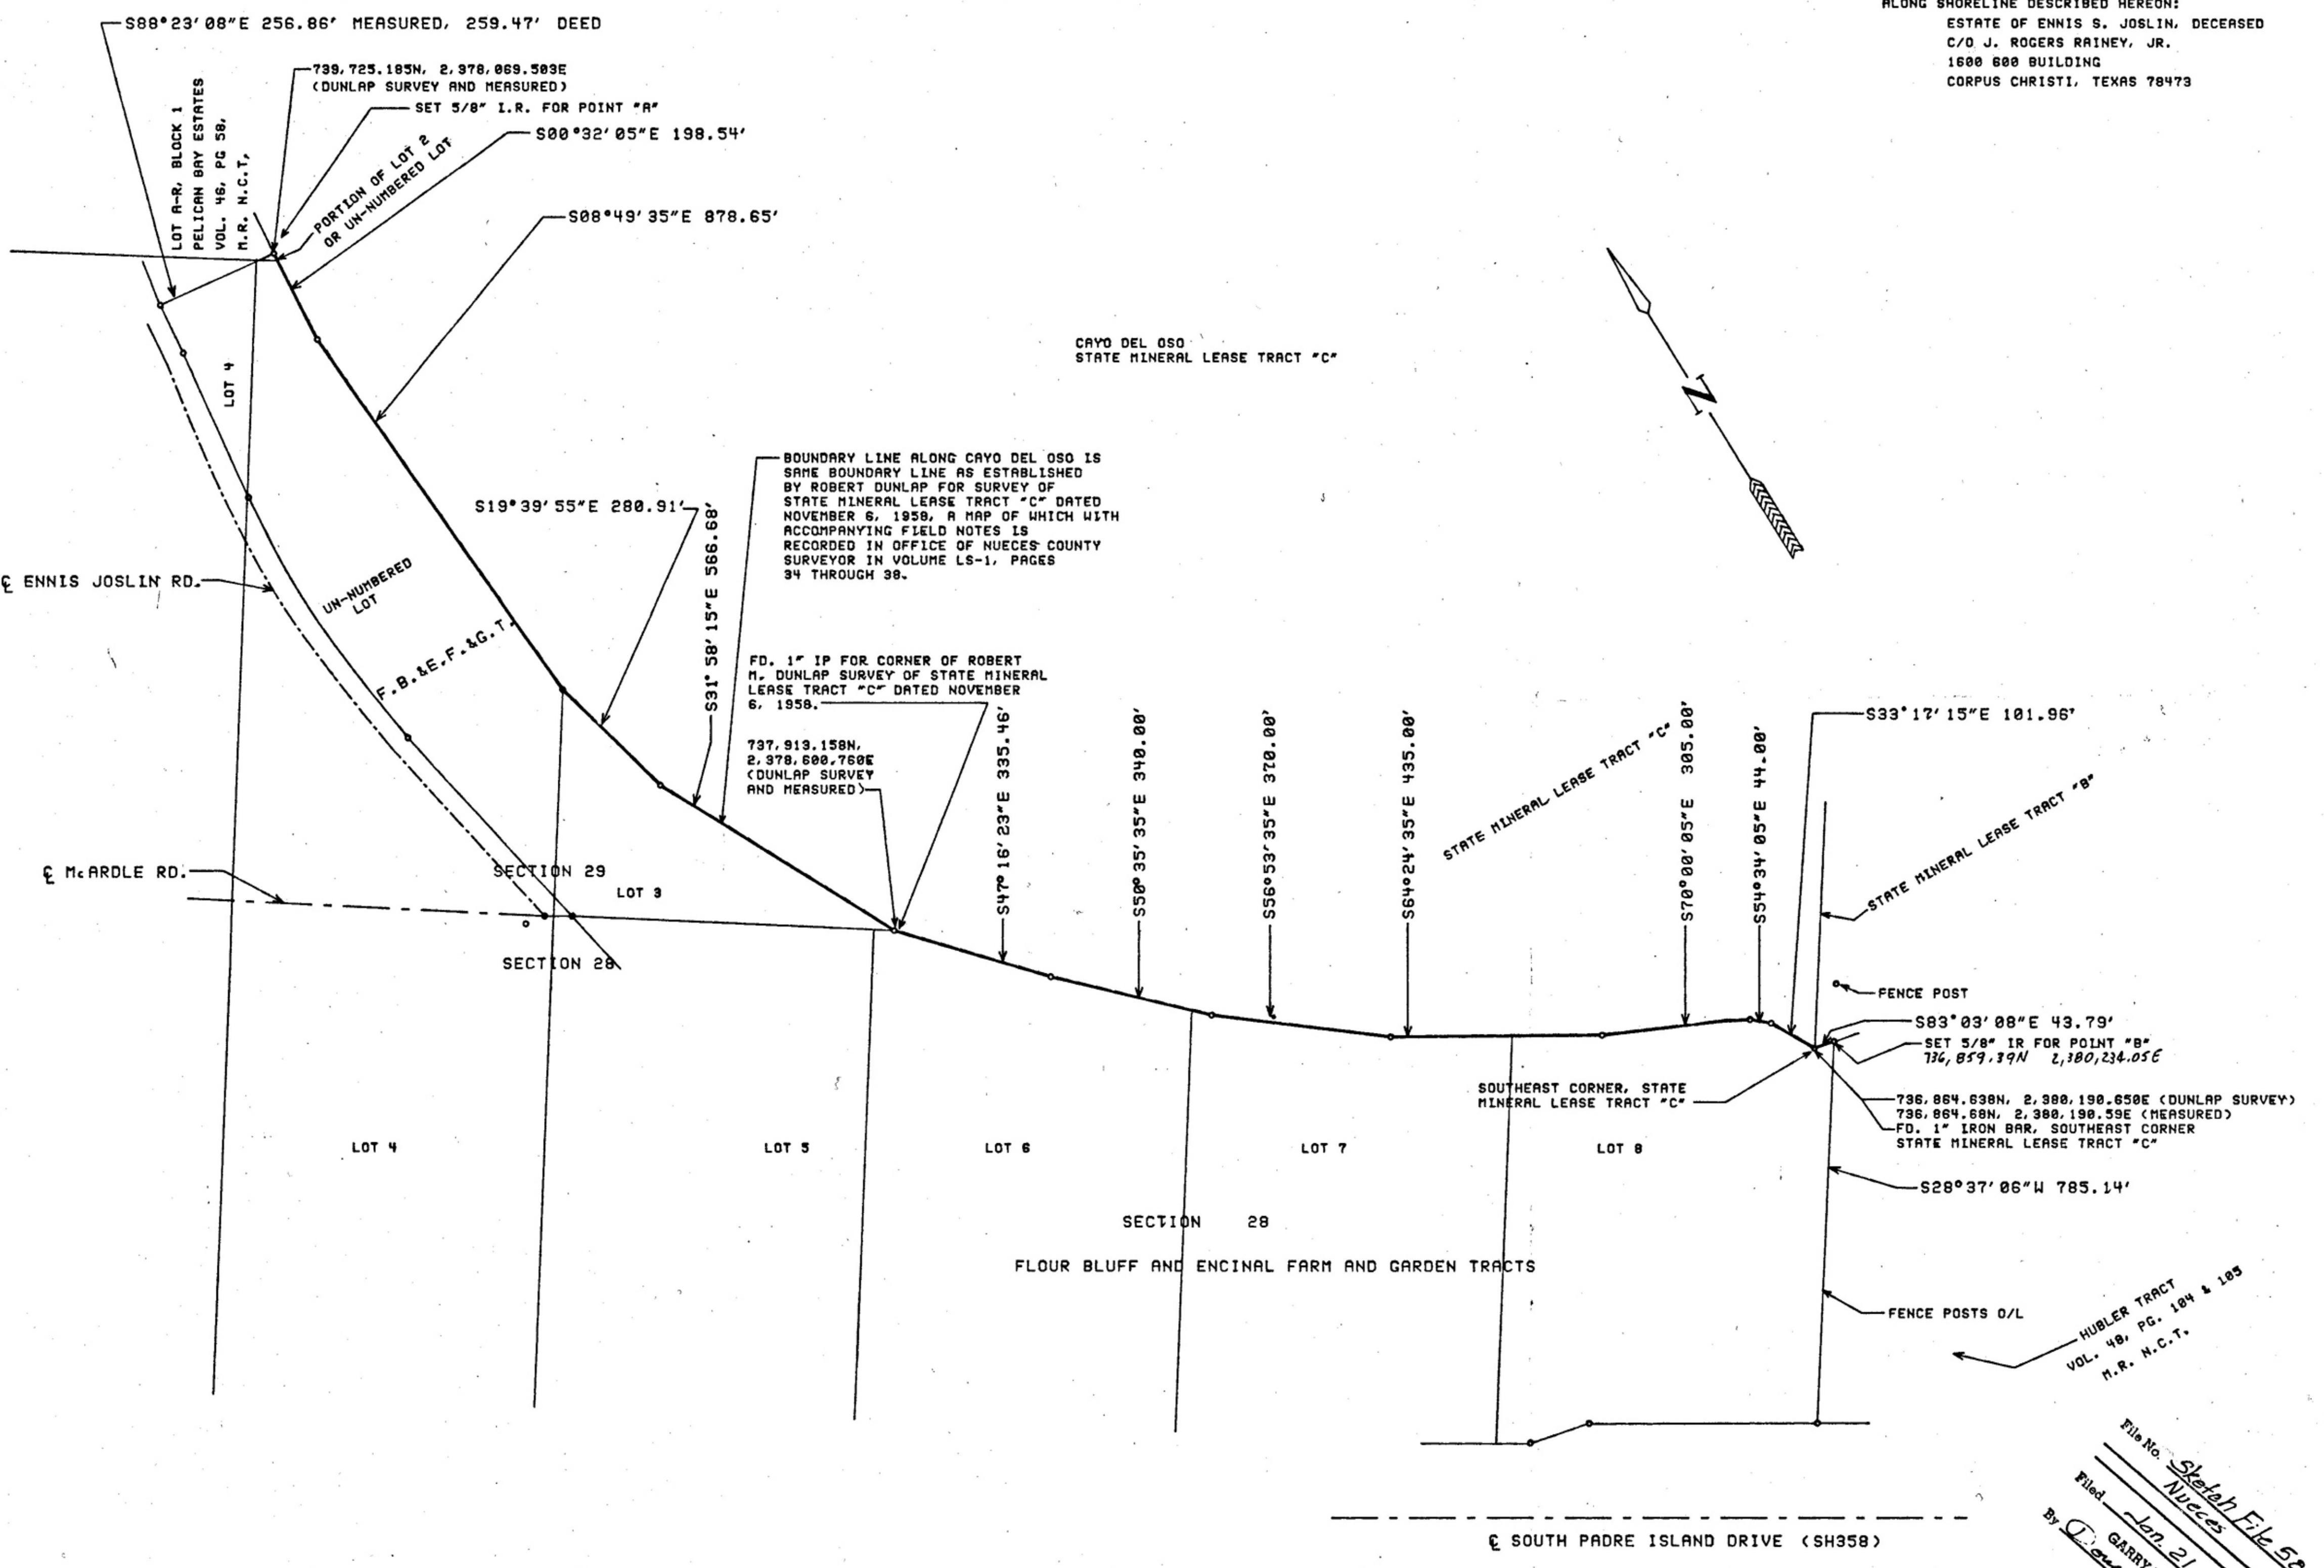 ALONG SHORELINE DESCRIBED HEREON:
ESTATE OF ENNIS S. JOSLIN, DECEASED
C/O J. ROGERS RAINEY, JR.
1600 600 BUILDING
CORPUS CHRISTI, TEXAS 78473
S88°23'08"E 256.86' MEASURED, 259.47' DEED
739,725.185N, 2,378,069.503E
(DUNLAP SURVEY AND MEASURED)
SET 5/8" I.R. FOR POINT "A"
S00°32'05"E 198.54'
LOT A-R, BLOCK 1
PELICAN BAY ESTATES
VOL. 46, PG 58,
M.R. N.C.T,
PORTION OF LOT 2
OR UN-NUMBERED LOT
S08°49'35"E 878.65'
LOT 4
CAYO DEL OSO
STATE MINERAL LEASE TRACT "C"
N
BOUNDARY LINE ALONG CAYO DEL OSO IS
SAME BOUNDARY LINE AS ESTABLISHED
BY ROBERT DUNLAP FOR SURVEY OF
STATE MINERAL LEASE TRACT "C" DATED
NOVEMBER 6, 1958, A MAP OF WHICH WITH
ACCOMPANYING FIELD NOTES IS
RECORDED IN OFFICE OF NUECES COUNTY
SURVEYOR IN VOLUME LS-1, PAGES
34 THROUGH 38.
S19°39'55"E 280.91'
S31°58'15"E 566.68'
℄ ENNIS JOSLIN RD.
UN-NUMBERED
LOT
F.B.&E.F.&G.T.
FD. 1" IP FOR CORNER OF ROBERT
M. DUNLAP SURVEY OF STATE MINERAL
LEASE TRACT "C" DATED NOVEMBER
6, 1958.
737,913.158N,
2,378,600.760E
(DUNLAP SURVEY
AND MEASURED)
S47°16'23"E 335.46'
S50°35'35"E 340.00'
S56°53'35"E 370.00'
S64°24'35"E 435.00'
STATE MINERAL LEASE TRACT "C"
S70°00'05"E 305.00'
S54°34'05"E 44.00'
S33°17'15"E 101.96'
STATE MINERAL LEASE TRACT "B"
℄ McARDLE RD.
SECTION 29
LOT 3
SECTION 28
FENCE POST
S83°03'08"E 43.79'
SET 5/8" IR FOR POINT "B"
736,859.39N 2,380,234.05E
SOUTHEAST CORNER, STATE
MINERAL LEASE TRACT "C"
736,864.638N, 2,380,190.650E (DUNLAP SURVEY)
736,864.68N, 2,380,190.59E (MEASURED)
FD. 1" IRON BAR, SOUTHEAST CORNER
STATE MINERAL LEASE TRACT "C"
LOT 4
LOT 5
LOT 6
LOT 7
LOT 8
S28°37'06"W 785.14'
SECTION 28
FLOUR BLUFF AND ENCINAL FARM AND GARDEN TRACTS
FENCE POSTS O/L
HUBLER TRACT
VOL. 48, PG. 104 & 105
M.R. N.C.T.
℄ SOUTH PADRE ISLAND DRIVE (SH358)
File No. Sketch File
Nueces
Filed Jan. 2
GARRY
By